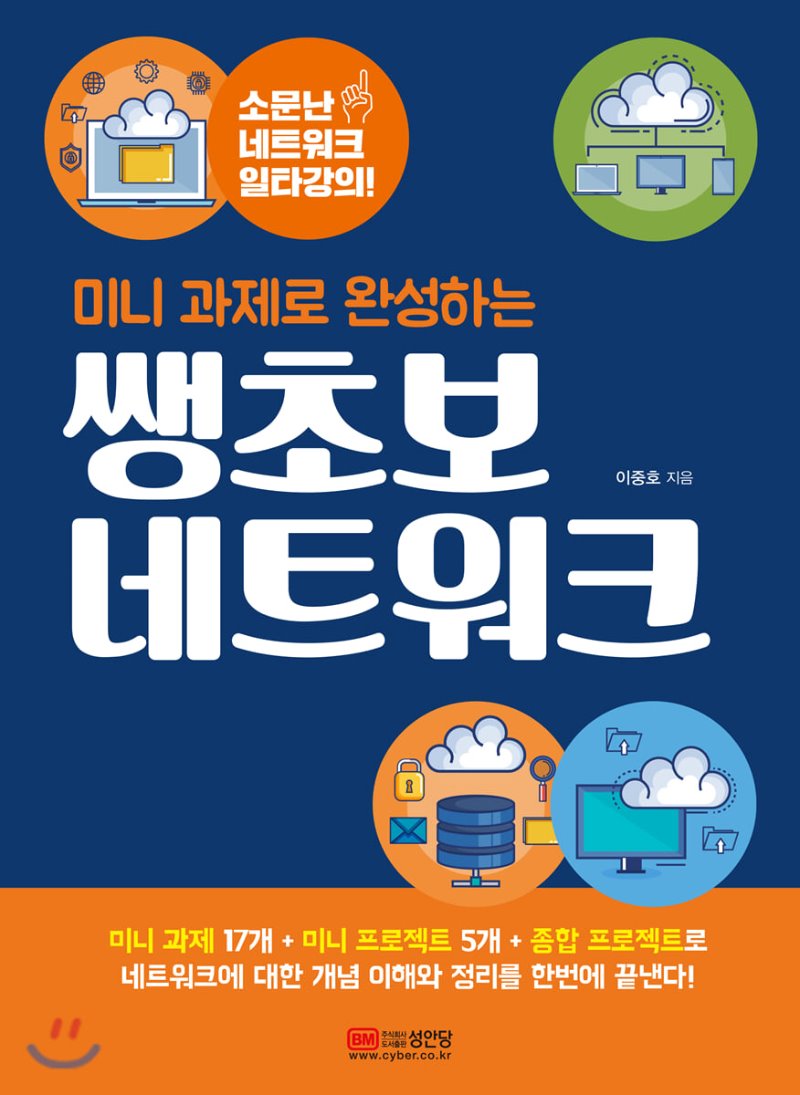 소문난
네트워크
일타강의!
미니 과제로 완성하는
쌩초보
이중호 지음
네트워크
미니 과제 17개 + 미니 프로젝트 5개 + 종합 프로젝트로
네트워크에 대한 개념 이해와 정리를 한번에 끝낸다!
BM 주식회사 도서출판 성안당
www.cyber.co.kr